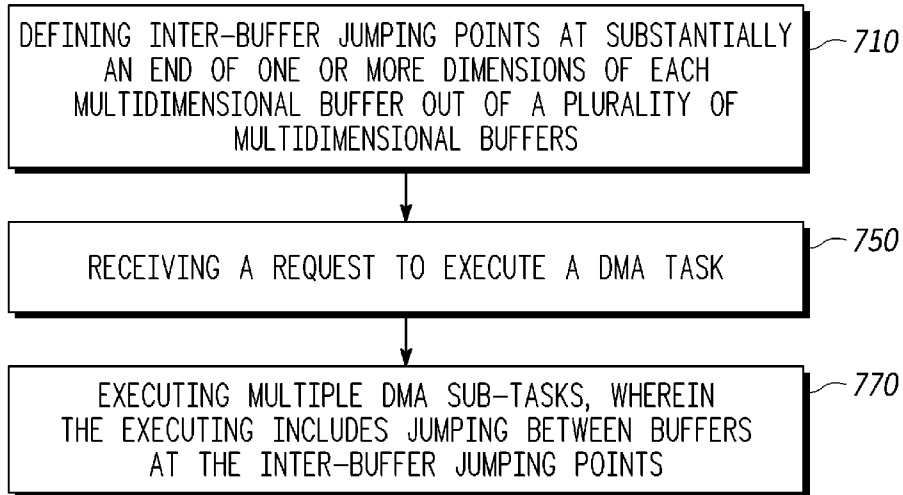 DEFINING INTER-BUFFER JUMPING POINTS AT SUBSTANTIALLY
AN END OF ONE OR MORE DIMENSIONS OF EACH
MULTIDIMENSIONAL BUFFER OUT OF A PLURALITY OF
MULTIDIMENSIONAL BUFFERS
710
RECEIVING A REQUEST TO EXECUTE A DMA TASK
750
EXECUTING MULTIPLE DMA SUB-TASKS, WHEREIN
THE EXECUTING INCLUDES JUMPING BETWEEN BUFFERS
AT THE INTER-BUFFER JUMPING POINTS
770